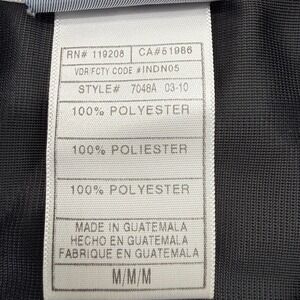 RN# 119208 CA#51986
VDR/FCTY CODE #INDN05
STYLE# 7048A 03-10
100% POLYESTER
100% POLIESTER
100% POLYESTER
MADE IN GUATEMALA
HECHO EN GUATEMALA
FABRIQUE EN GUATEMALA
M/M/M